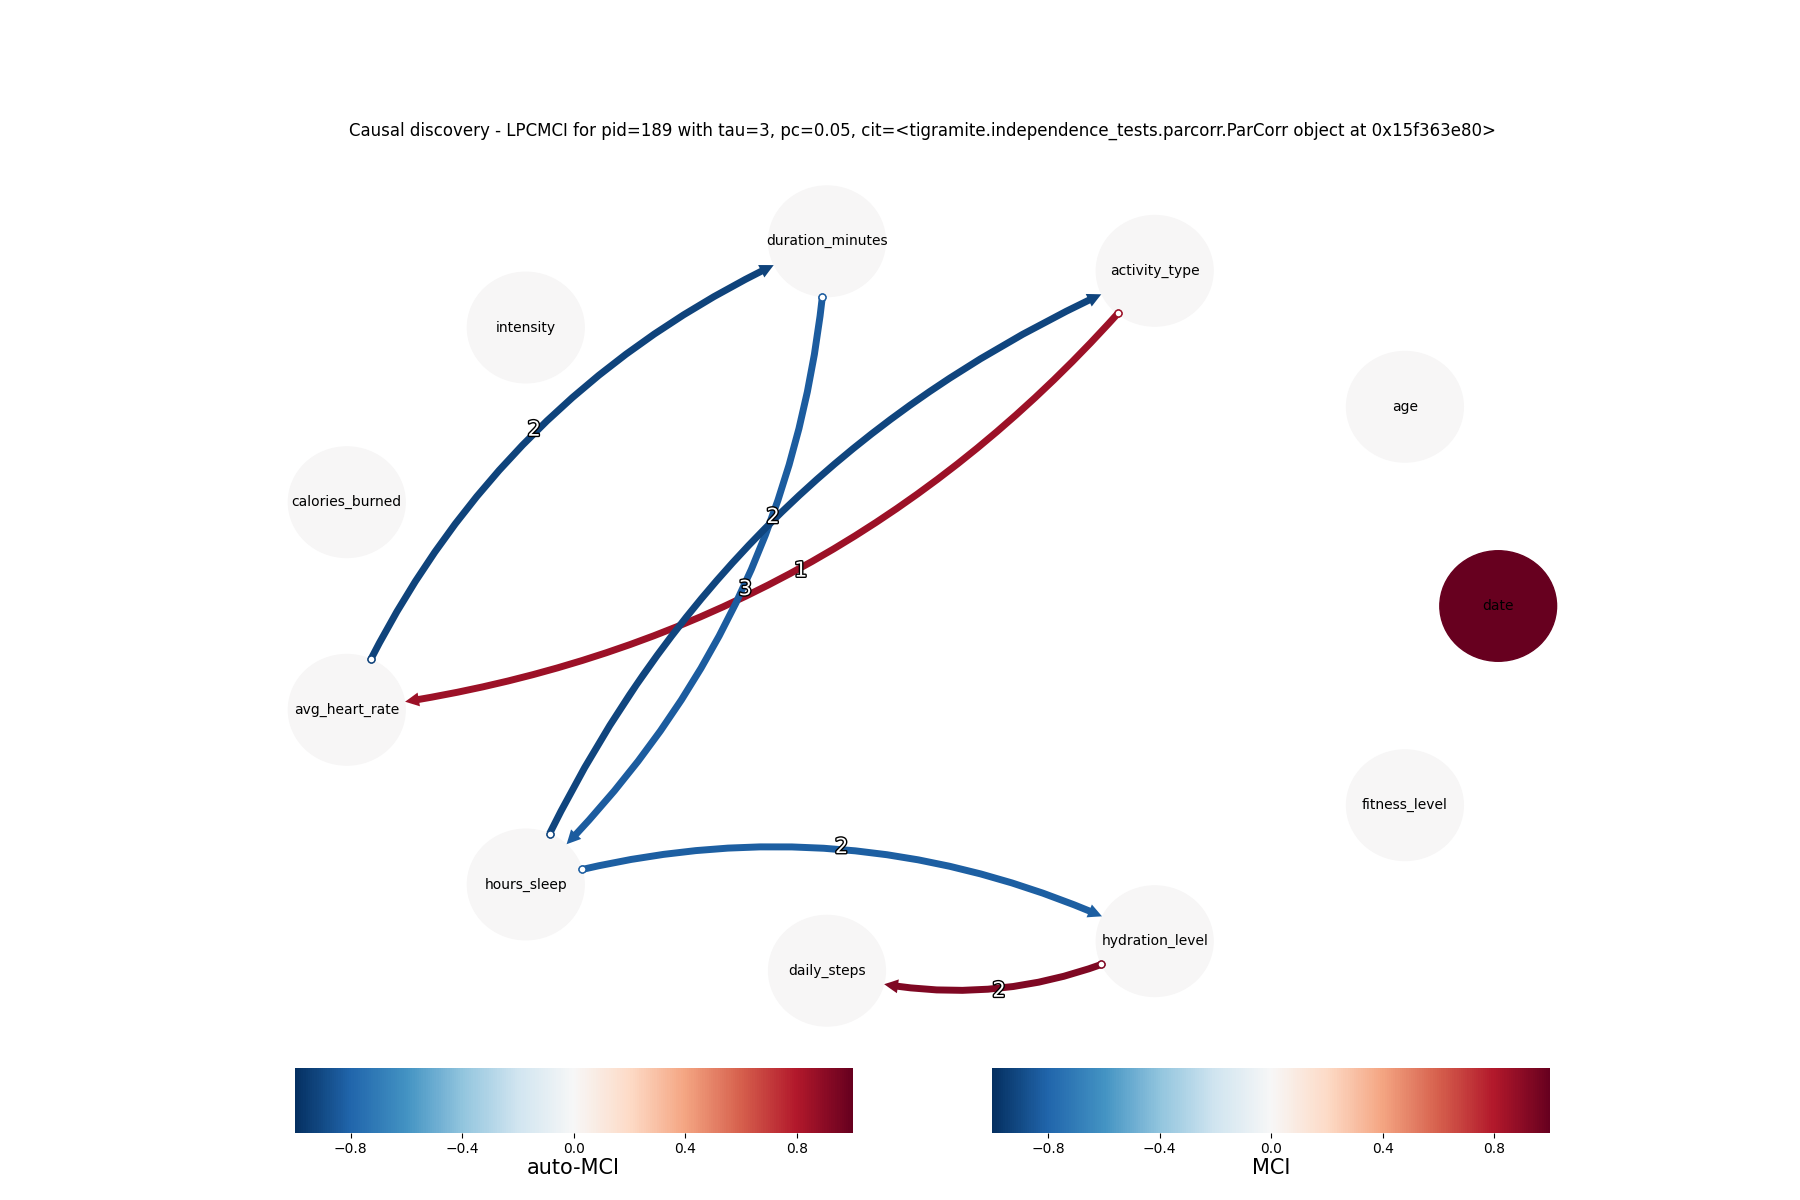 Causal discovery - LPCMCI for pid=189 with tau=3, pc=0.05, cit=<tigramite.independence_tests.parcorr.ParCorr object at 0x15f363e80>
duration_minutes
activity_type
intensity
age
2
calories_burned
2
1
3
date
avg_heart_rate
fitness_level
2
hours_sleep
hydration_level
daily_steps
2
−0.8 −0.4 0.0 0.4 0.8
auto-MCI
−0.8 −0.4 0.0 0.4 0.8
MCI